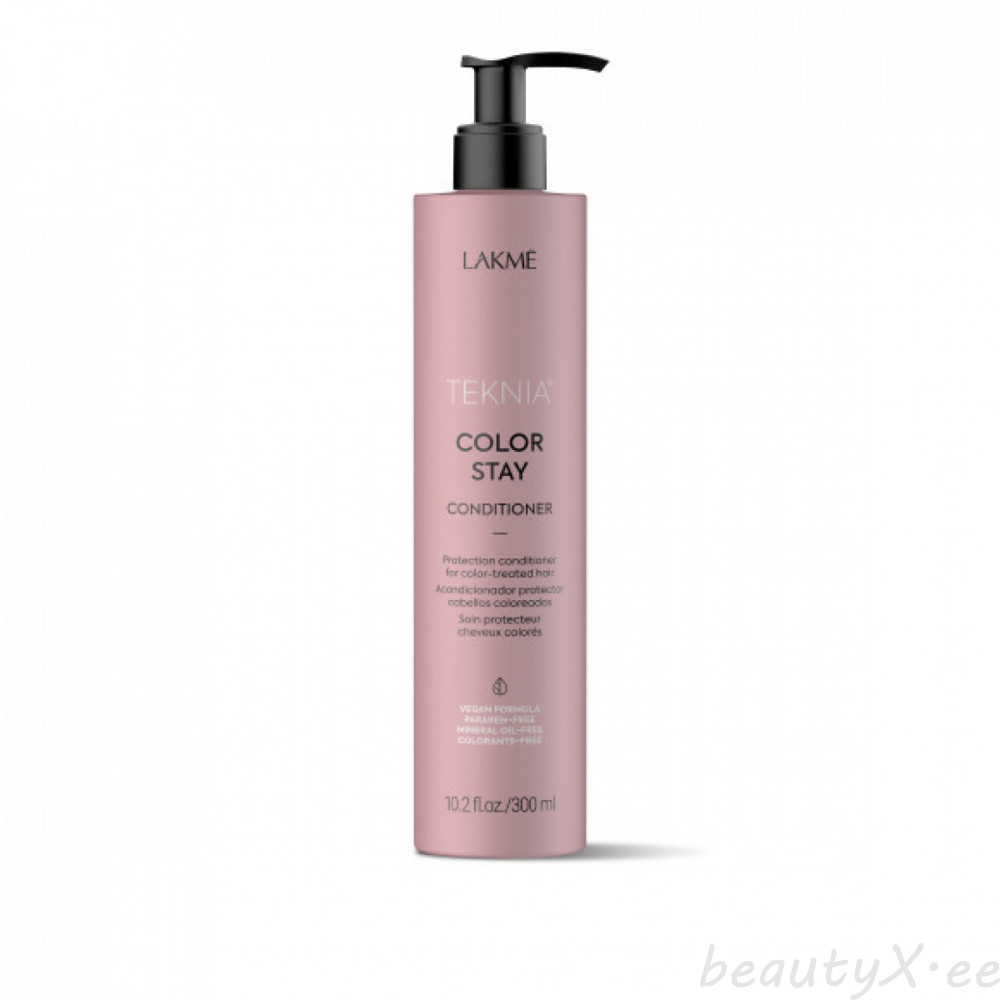 LAKMĒ
TEKNIA®
COLOR
STAY
CONDITIONER
Protection conditioner
for color-treated hair
Acondicionador protector
cabellos coloreados
Soin protecteur
cheveux colorés
VEGAN FORMULA
PARABEN-FREE
MINERAL OIL-FREE
COLORANTS-FREE
10.2 fl.oz./300 ml
beautyX.ee